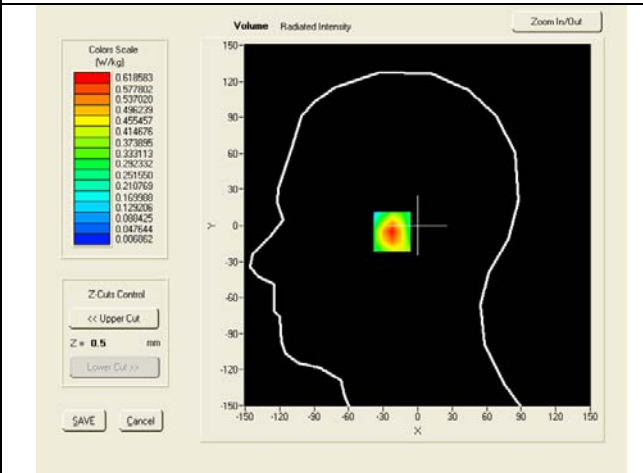 Volume Radiated Intensity
Zoom In/Out
Colors Scale
(W/kg)
0.618583
0.577802
0.537020
0.496239
0.455457
0.414676
0.373895
0.333113
0.292332
0.251550
0.210769
0.169988
0.129206
0.088425
0.047644
0.006862
Z-Cuts Control
<< Upper Cut
Z = 0.5 mm
Lower Cut >>
SAVE Cancel
150
120
90
60
30
Y 0
-30
-60
-90
-120
-150
-150 -120 -90 -60 -30 0 30 60 90 120 150
X